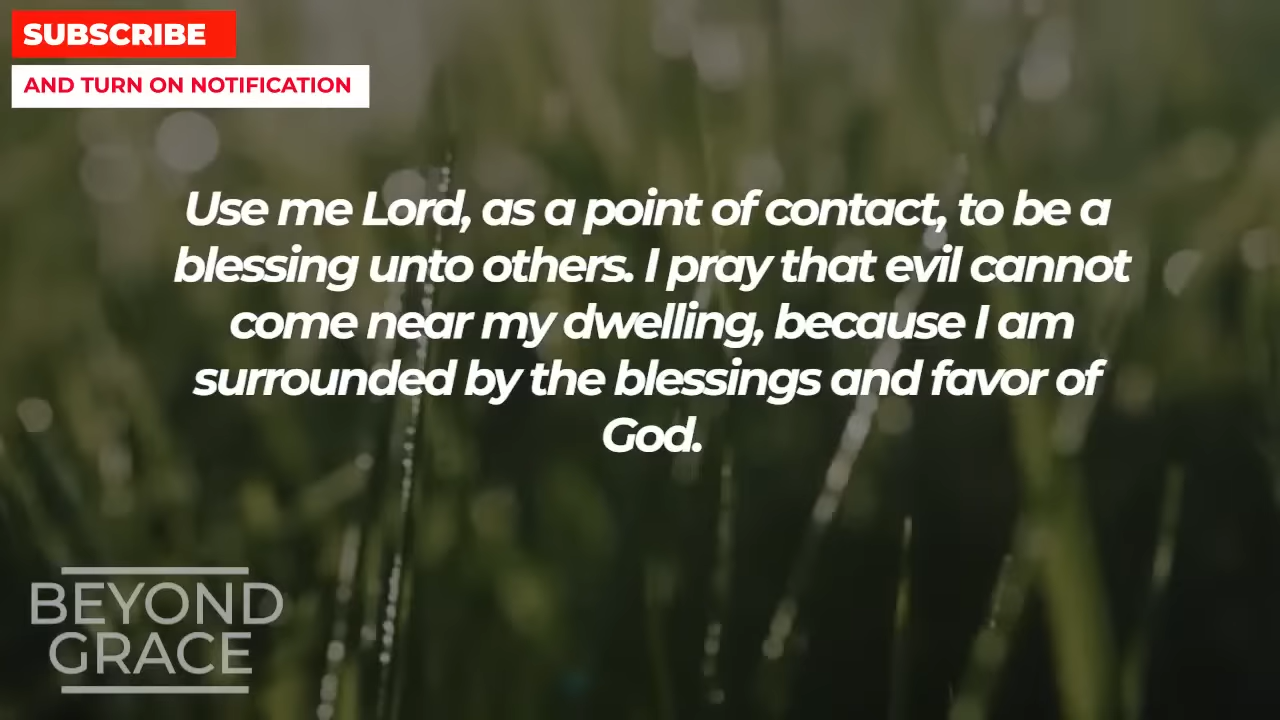 SUBSCRIBE
AND TURN ON NOTIFICATION
Use me Lord, as a point of contact, to be a
blessing unto others. I pray that evil cannot
come near my dwelling, because I am
surrounded by the blessings and favor of
God.
BEYOND
GRACE